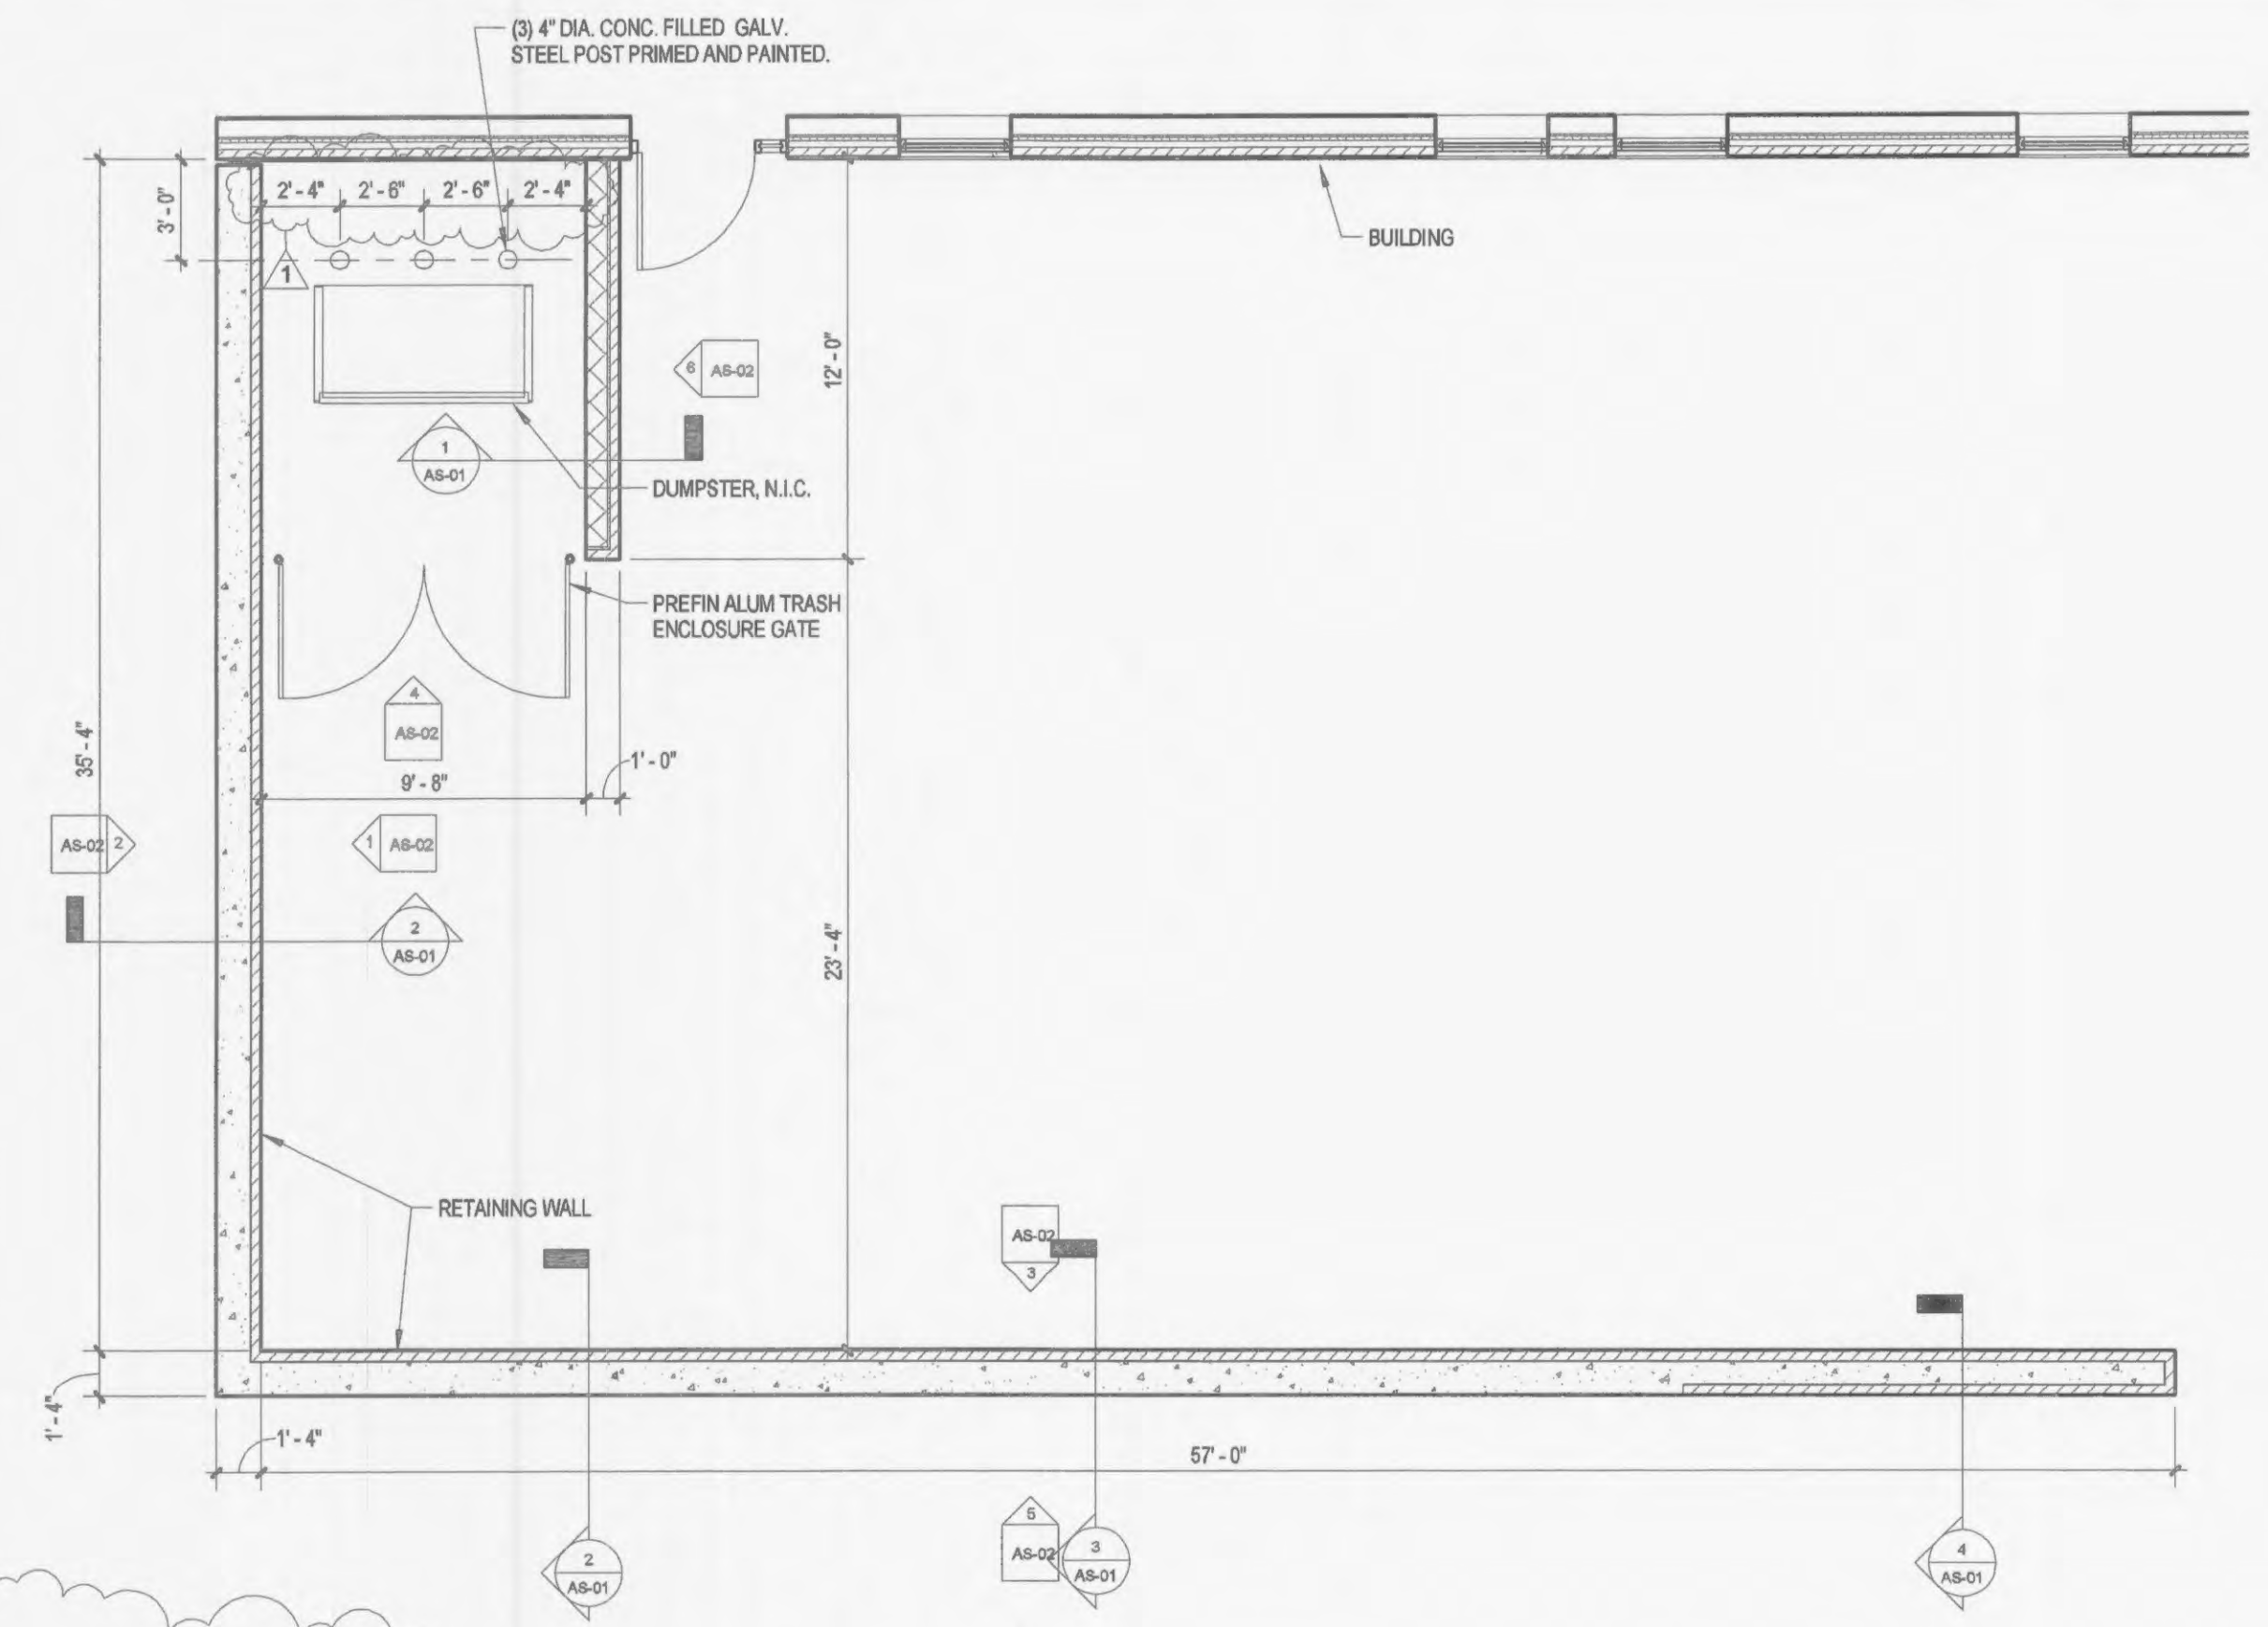 (3) 4" DIA. CONC. FILLED GALV.
STEEL POST PRIMED AND PAINTED.
2' - 4" 2' - 6" 2' - 6" 2' - 4"
3' - 0"
1
BUILDING
12' - 0"
6 AS-02
1
AS-01
DUMPSTER, N.I.C.
PREFIN ALUM TRASH
ENCLOSURE GATE
4
AS-02
35' - 4"
1' - 0"
9' - 8"
AS-02 2
1 AS-02
2
AS-01
23' - 4"
RETAINING WALL
AS-02
3
1' - 4"
1' - 4"
57' - 0"
2
AS-01
5
AS-02
3
AS-01
4
AS-01